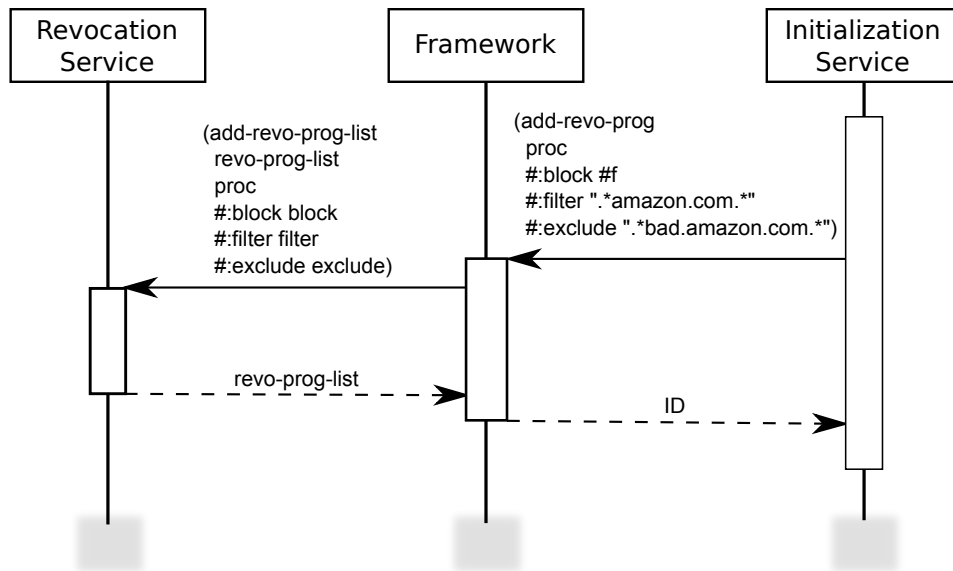 Revocation
Service
Framework
Initialization
Service
(add-revo-prog-list
revo-prog-list
proc
#:block block
#:filter filter
#:exclude exclude)
(add-revo-prog
proc
#:block #f
#:filter ".*amazon.com.*"
#:exclude ".*bad.amazon.com.*")
revo-prog-list
ID